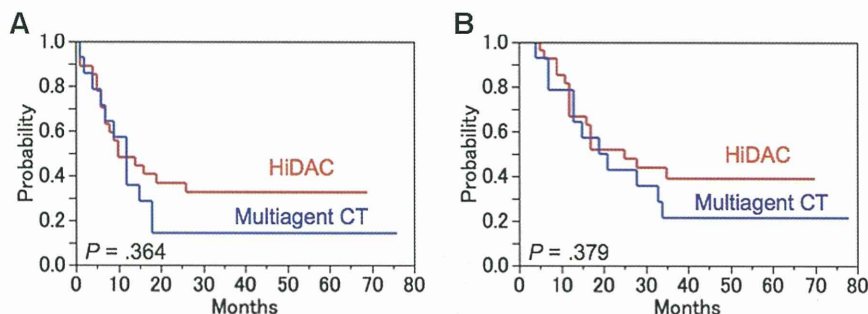 A
Probability
1.0
0.8
0.6
0.4
0.2
0.0
HiDAC
Multiagent CT
P = .364
0 10 20 30 40 50 60 70 80
Months
B
Probability
1.0
0.8
0.6
0.4
0.2
0.0
HiDAC
Multiagent CT
P = .379
0 10 20 30 40 50 60 70 80
Months